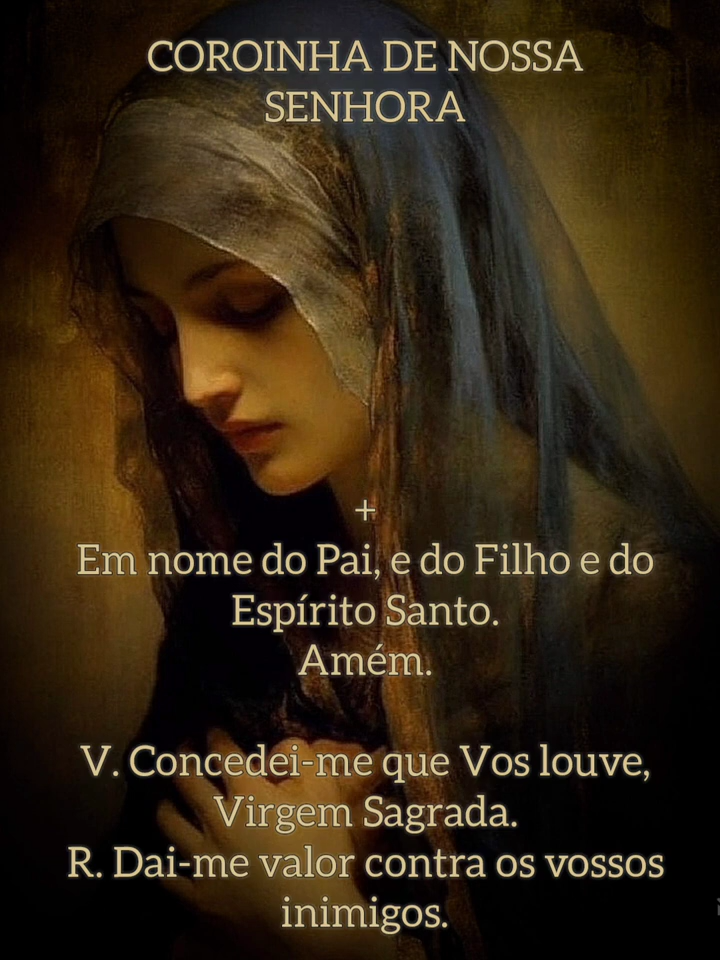 COROINHA DE NOSSA
SENHORA
+
Em nome do Pai, e do Filho e do
Espírito Santo.
Amém.
V. Concedei-me que Vos louve,
Virgem Sagrada.
R. Dai-me valor contra os vossos
inimigos.